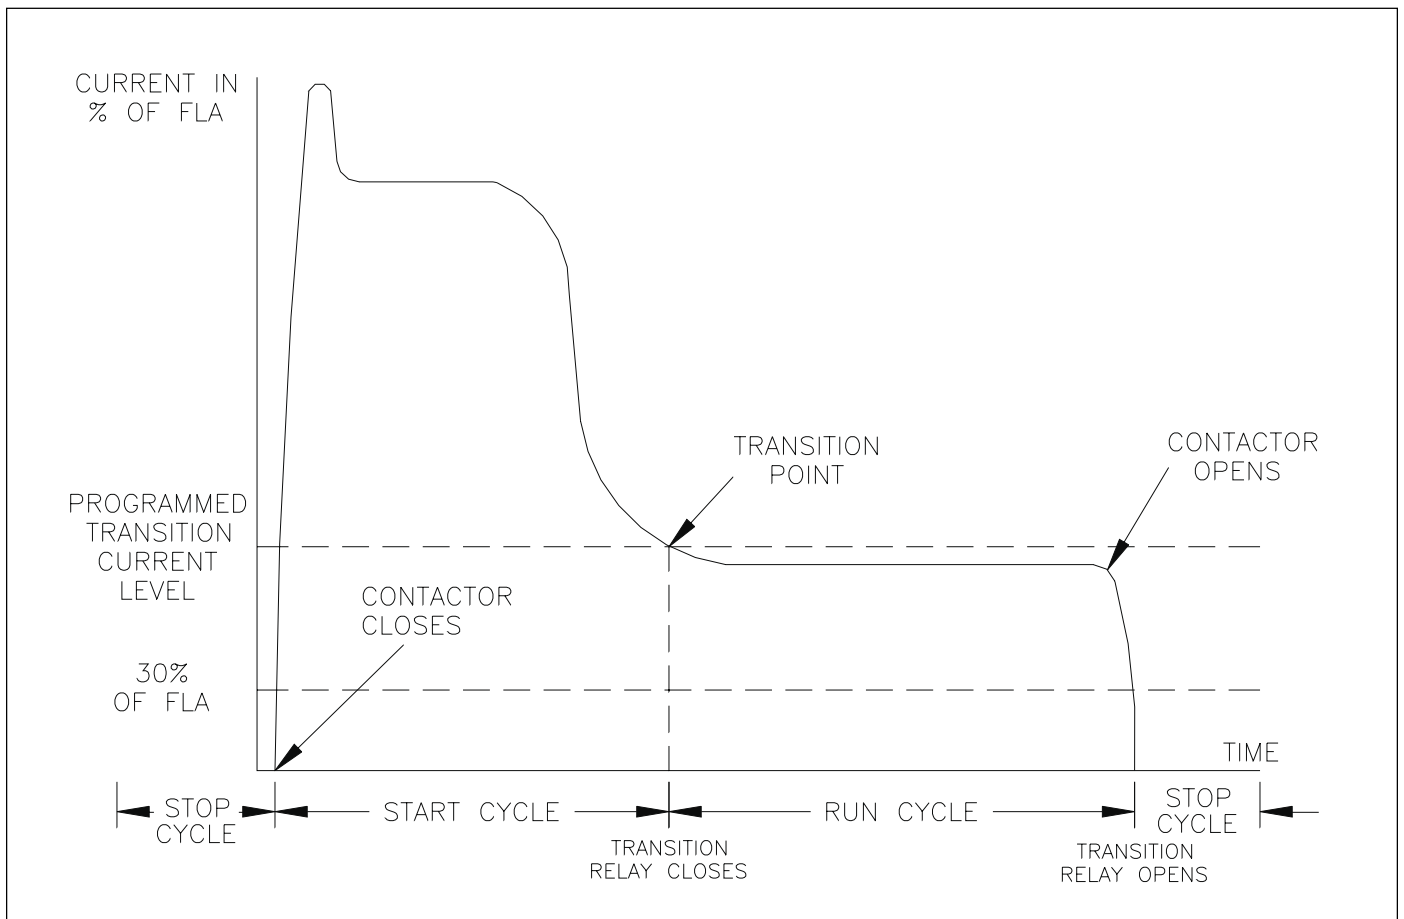 CURRENT IN
% OF FLA
TRANSITION
POINT
CONTACTOR
OPENS
PROGRAMMED
TRANSITION
CURRENT
LEVEL
CONTACTOR
CLOSES
30%
OF FLA
TIME
STOP
CYCLE
START CYCLE
RUN CYCLE
STOP
CYCLE
TRANSITION
RELAY CLOSES
TRANSITION
RELAY OPENS